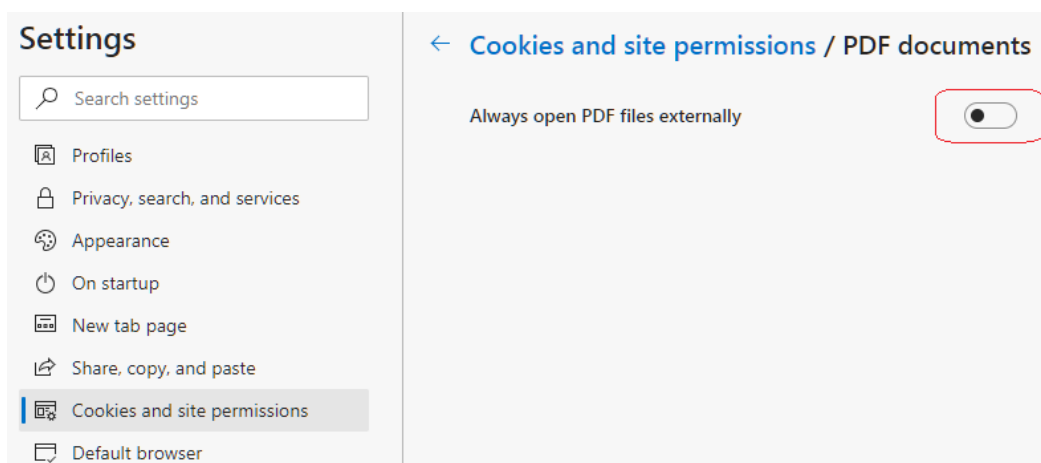 Settings
Search settings
Profiles
Privacy, search, and services
Appearance
On startup
New tab page
Share, copy, and paste
Cookies and site permissions
Default browser
Cookies and site permissions / PDF documents
Always open PDF files externally